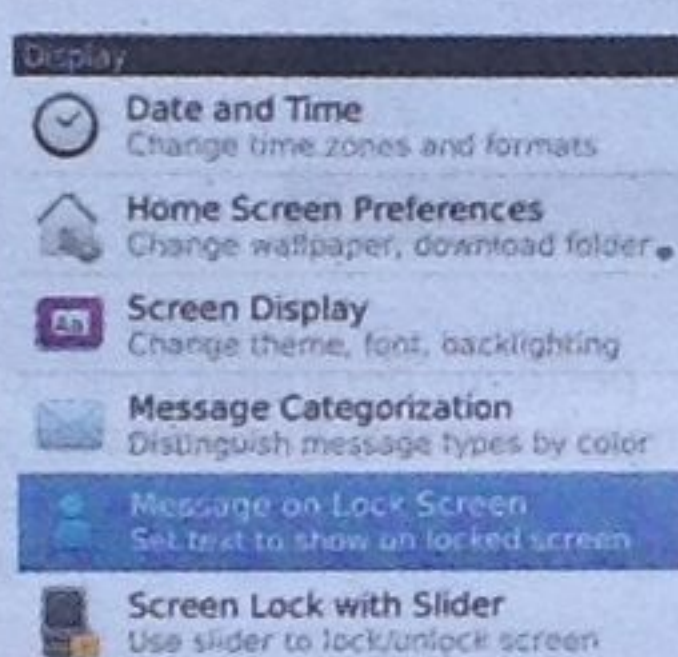 Display
Date and Time
Change time zones and formats
Home Screen Preferences
Change wallpaper, download folder
Aa
Screen Display
Change theme, font, backlighting
Message Categorization
Distinguish message types by color
Message on Lock Screen
Set text to show on locked screen
Screen Lock with Slider
Use slider to lock/unlock screen